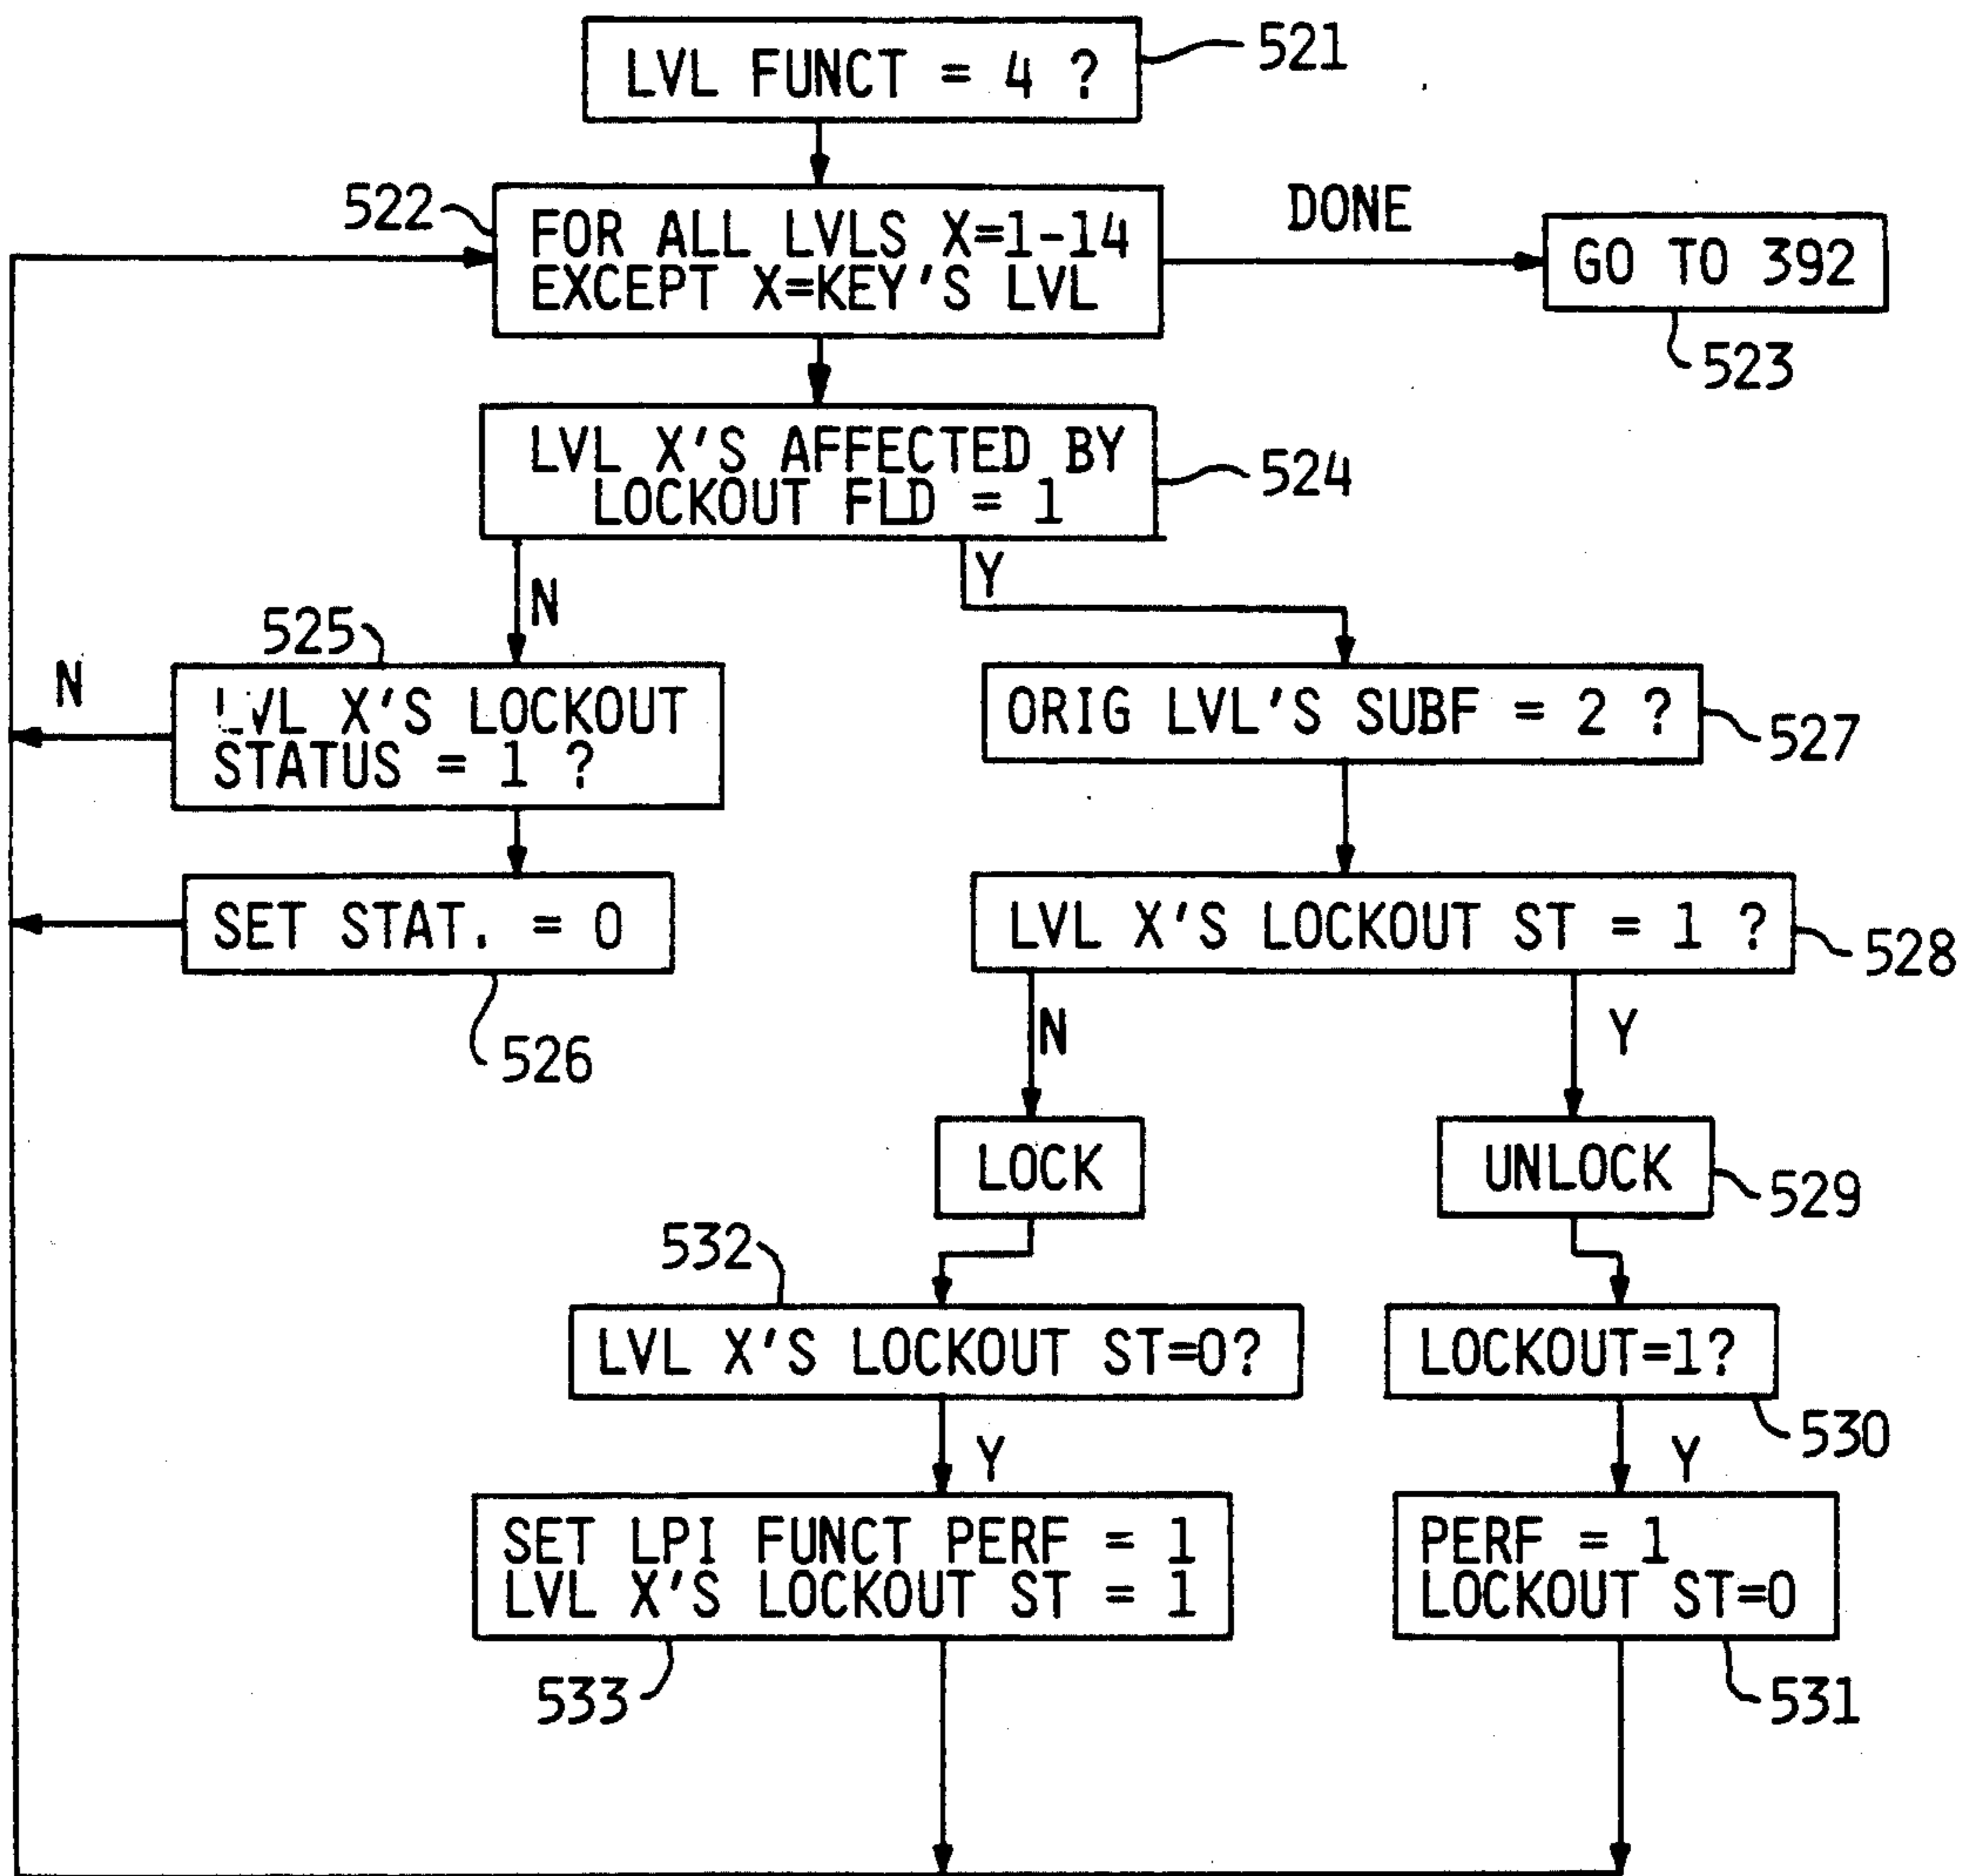 LVL FUNCT = 4 ?
521
522
FOR ALL LVLS X=1-14
EXCEPT X=KEY'S LVL
DONE
GO TO 392
523
LVL X'S AFFECTED BY
LOCKOUT FLD = 1
524
N
Y
525
N
LVL X'S LOCKOUT
STATUS = 1 ?
ORIG LVL'S SUBF = 2 ?
527
SET STAT. = 0
526
LVL X'S LOCKOUT ST = 1 ?
528
N
Y
LOCK
UNLOCK
529
532
LVL X'S LOCKOUT ST=0?
LOCKOUT=1?
530
Y
Y
SET LPI FUNCT PERF = 1
LVL X'S LOCKOUT ST = 1
533
PERF = 1
LOCKOUT ST=0
531